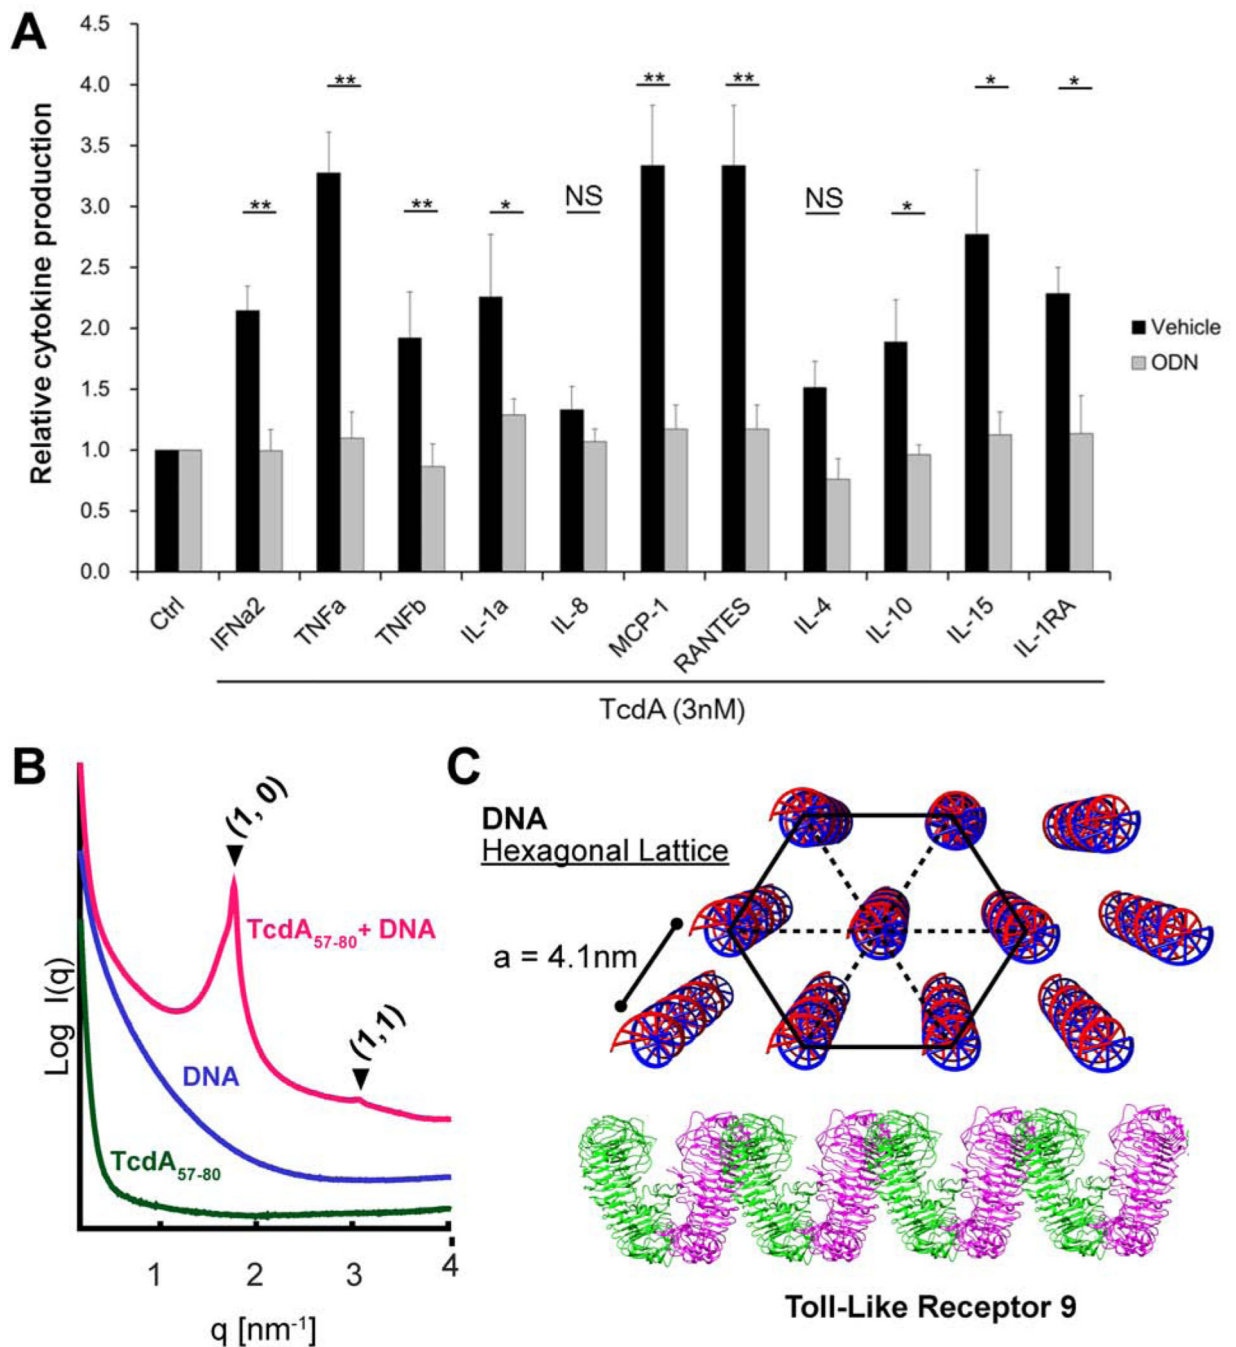 A
4.5
4.0
3.5
3.0
2.5
2.0
1.5
1.0
0.5
0.0
Relative cytokine production
**
**
**
*
NS
**
**
NS
*
*
*
Vehicle
ODN
Ctrl
IFNa2
TNFa
TNFb
IL-1a
IL-8
MCP-1
RANTES
IL-4
IL-10
IL-15
IL-1RA
TcdA (3nM)
B
(1, 0)
TcdA57-80+ DNA
(1,1)
DNA
TcdA57-80
Log I(q)
1 2 3 4
q [nm-1]
C
DNA
Hexagonal Lattice
a = 4.1nm
Toll-Like Receptor 9